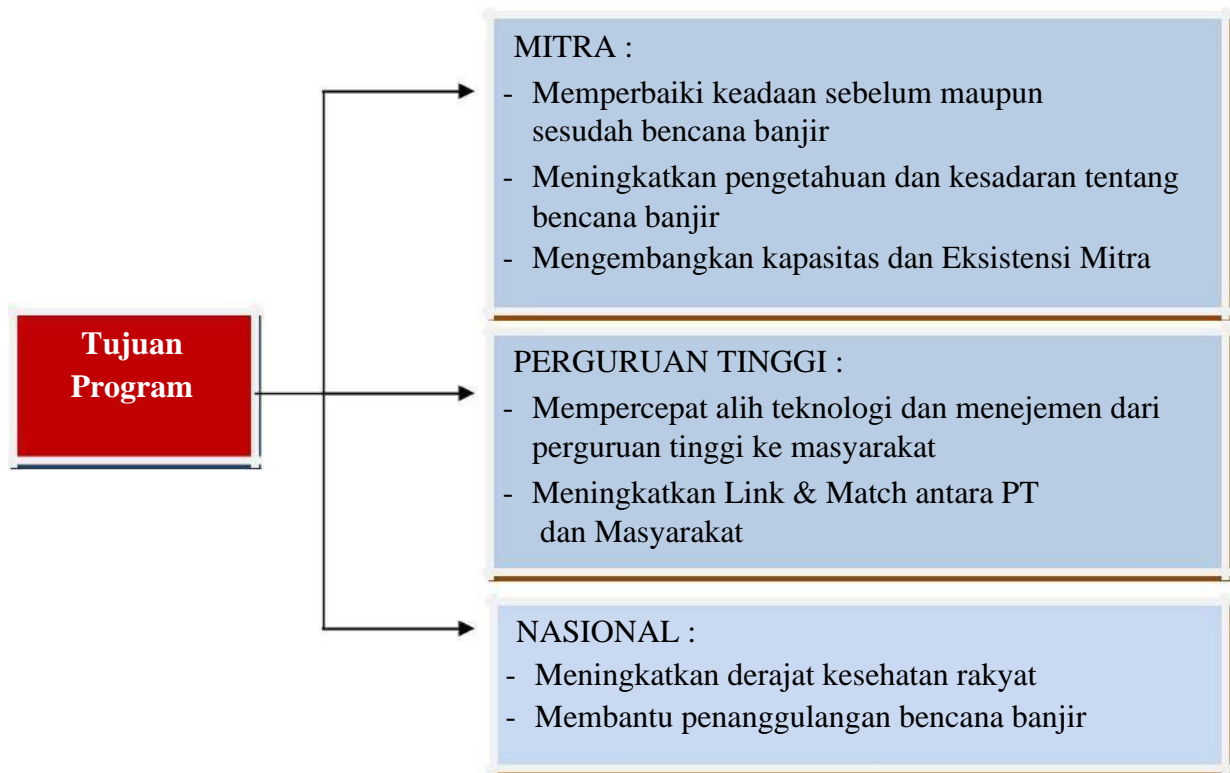 Tujuan
Program
MITRA :
- Memperbaiki keadaan sebelum maupun
sesudah bencana banjir
- Meningkatkan pengetahuan dan kesadaran tentang
bencana banjir
- Mengembangkan kapasitas dan Eksistensi Mitra
PERGURUAN TINGGI :
- Mempercepat alih teknologi dan menejemen dari
perguruan tinggi ke masyarakat
- Meningkatkan Link & Match antara PT
dan Masyarakat
NASIONAL :
- Meningkatkan derajat kesehatan rakyat
- Membantu penanggulangan bencana banjir